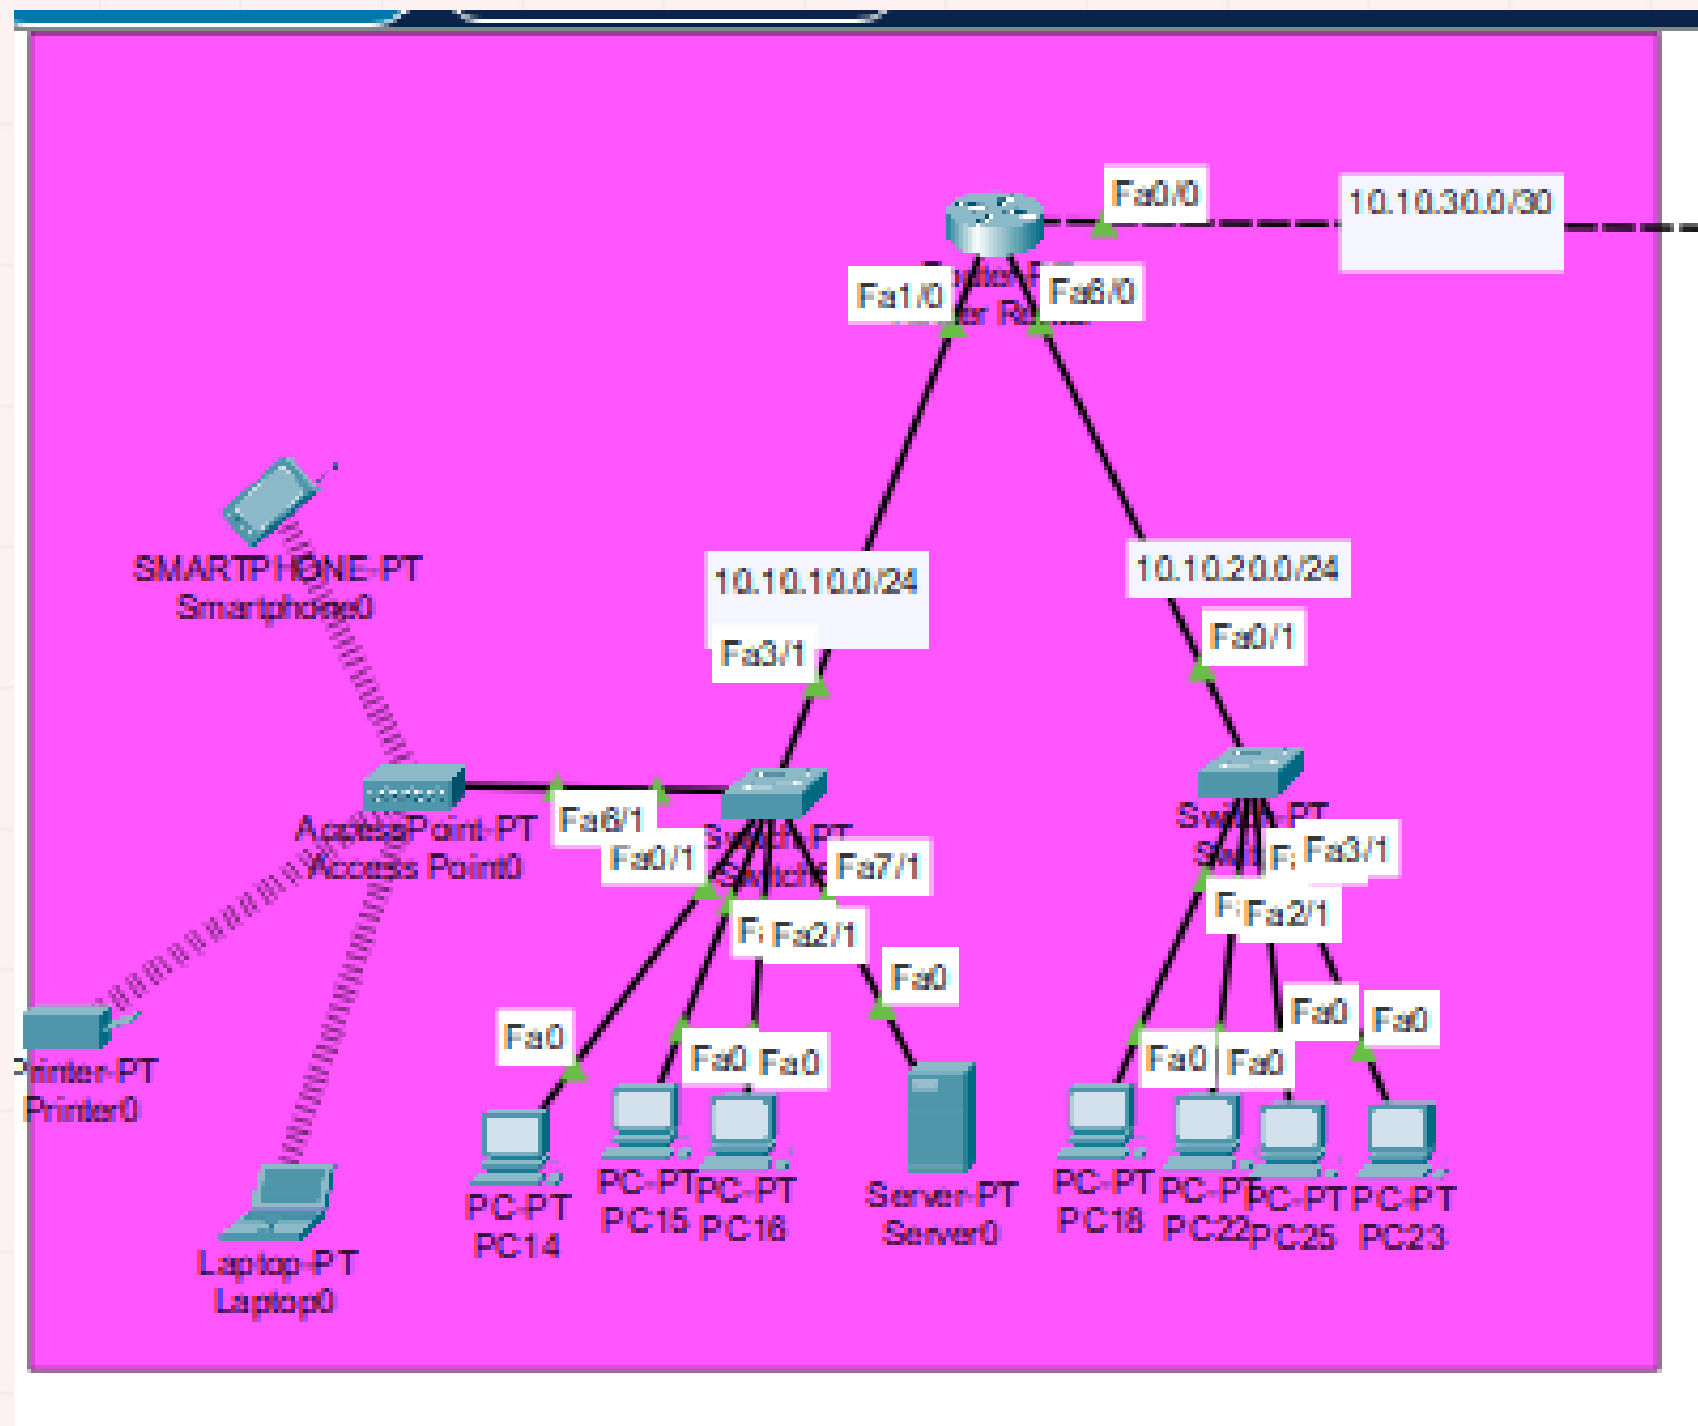 Fa0/0
10.10.30.0/30
Fa1/0
Fa6/0
SMARTPHONE-PT
Smartphone0
10.10.10.0/24
10.10.20.0/24
Fa3/1
Fa0/1
AccessPoint-PT
Access Point0
Fa6/1
Fa0/1
Switch-PT
Fa7/1
Fa2/1
Switch-PT
Fa3/1
Fa2/1
Fa0
Fa0
Fa0
Fa0
Fa0
Fa0
Fa0
Fa0
Printer-PT
Printer0
Laptop-PT
Laptop0
PC-PT
PC14
PC-PT
PC15
PC-PT
PC16
Server-PT
Server0
PC-PT
PC18
PC-PT
PC22
PC-PT
PC25
PC-PT
PC23